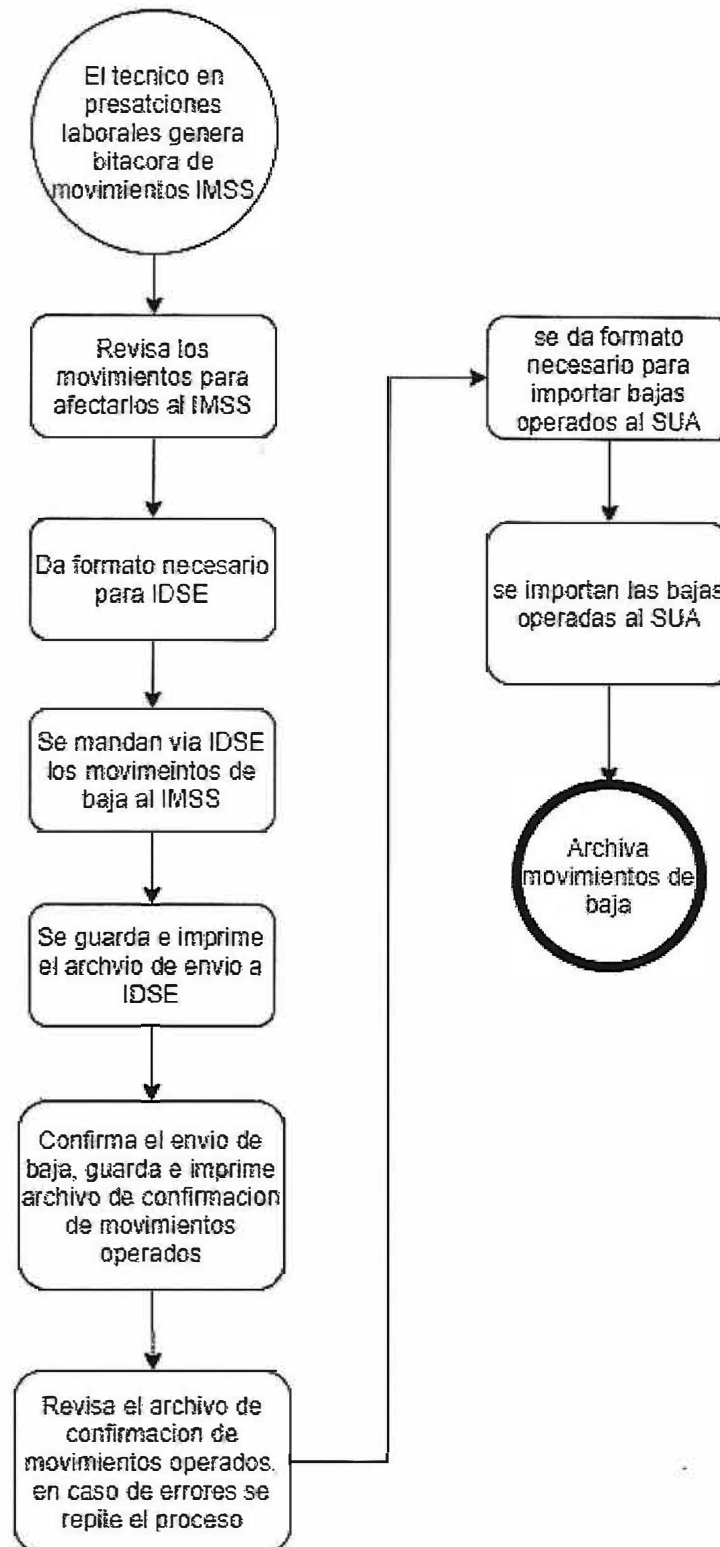 El tecnico en
presatciones
laborales genera
bitacora de
movimientos IMSS
Revisa los
movimientos para
afectarlos al IMSS
Da formato necesario
para IDSE
Se mandan via IDSE
los movimeintos de
baja al IMSS
Se guarda e imprime
el archvio de envio a
IDSE
Confirma el envio de
baja, guarda e imprime
archivo de confirmacion
de movimientos
operados
Revisa el archivo de
confirmacion de
movimientos operados.
en caso de errores se
repite el proceso
se da formato
necesario para
importar bajas
operados al SUA
se importan las bajas
operadas al SUA
Archiva
movimientos de
baja